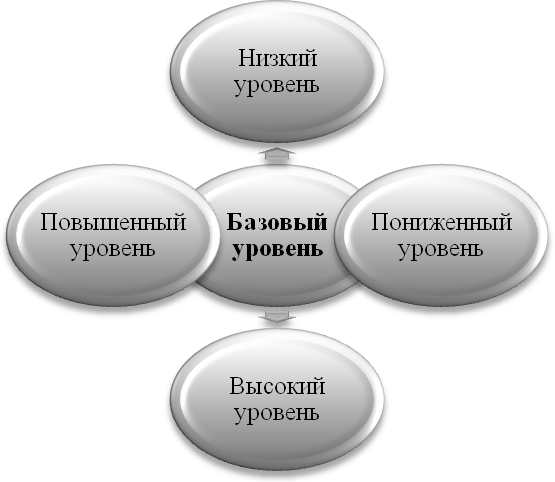 Низкий
уровень
Повышенный
уровень
Базовый
уровень
Пониженный
уровень
Высокий
уровень